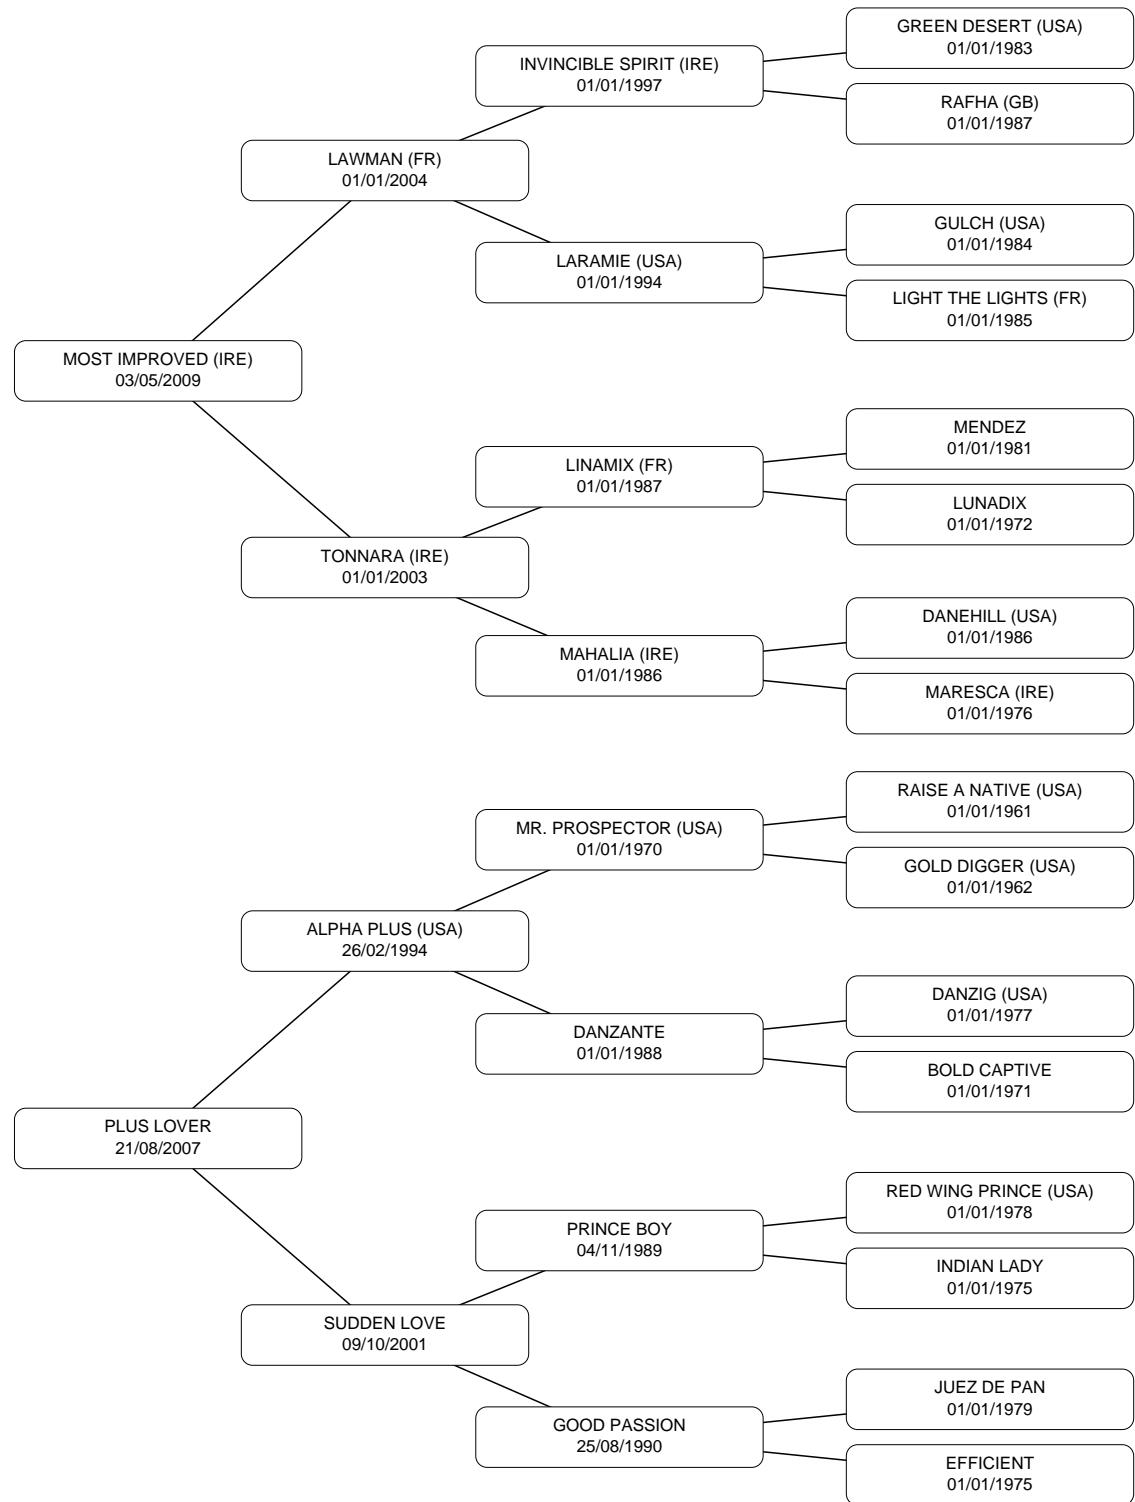 GREEN DESERT (USA)
01/01/1983
INVINCIBLE SPIRIT (IRE)
01/01/1997
RAFHA (GB)
01/01/1987
LAWMAN (FR)
01/01/2004
GULCH (USA)
01/01/1984
LARAMIE (USA)
01/01/1994
LIGHT THE LIGHTS (FR)
01/01/1985
MOST IMPROVED (IRE)
03/05/2009
MENDEZ
01/01/1981
LINAMIX (FR)
01/01/1987
LUNADIX
01/01/1972
TONNARA (IRE)
01/01/2003
DANEHILL (USA)
01/01/1986
MAHALIA (IRE)
01/01/1986
MARESCA (IRE)
01/01/1976
RAISE A NATIVE (USA)
01/01/1961
MR. PROSPECTOR (USA)
01/01/1970
GOLD DIGGER (USA)
01/01/1962
ALPHA PLUS (USA)
26/02/1994
DANZIG (USA)
01/01/1977
DANZANTE
01/01/1988
BOLD CAPTIVE
01/01/1971
PLUS LOVER
21/08/2007
RED WING PRINCE (USA)
01/01/1978
PRINCE BOY
04/11/1989
INDIAN LADY
01/01/1975
SUDDEN LOVE
09/10/2001
JUEZ DE PAN
01/01/1979
GOOD PASSION
25/08/1990
EFFICIENT
01/01/1975